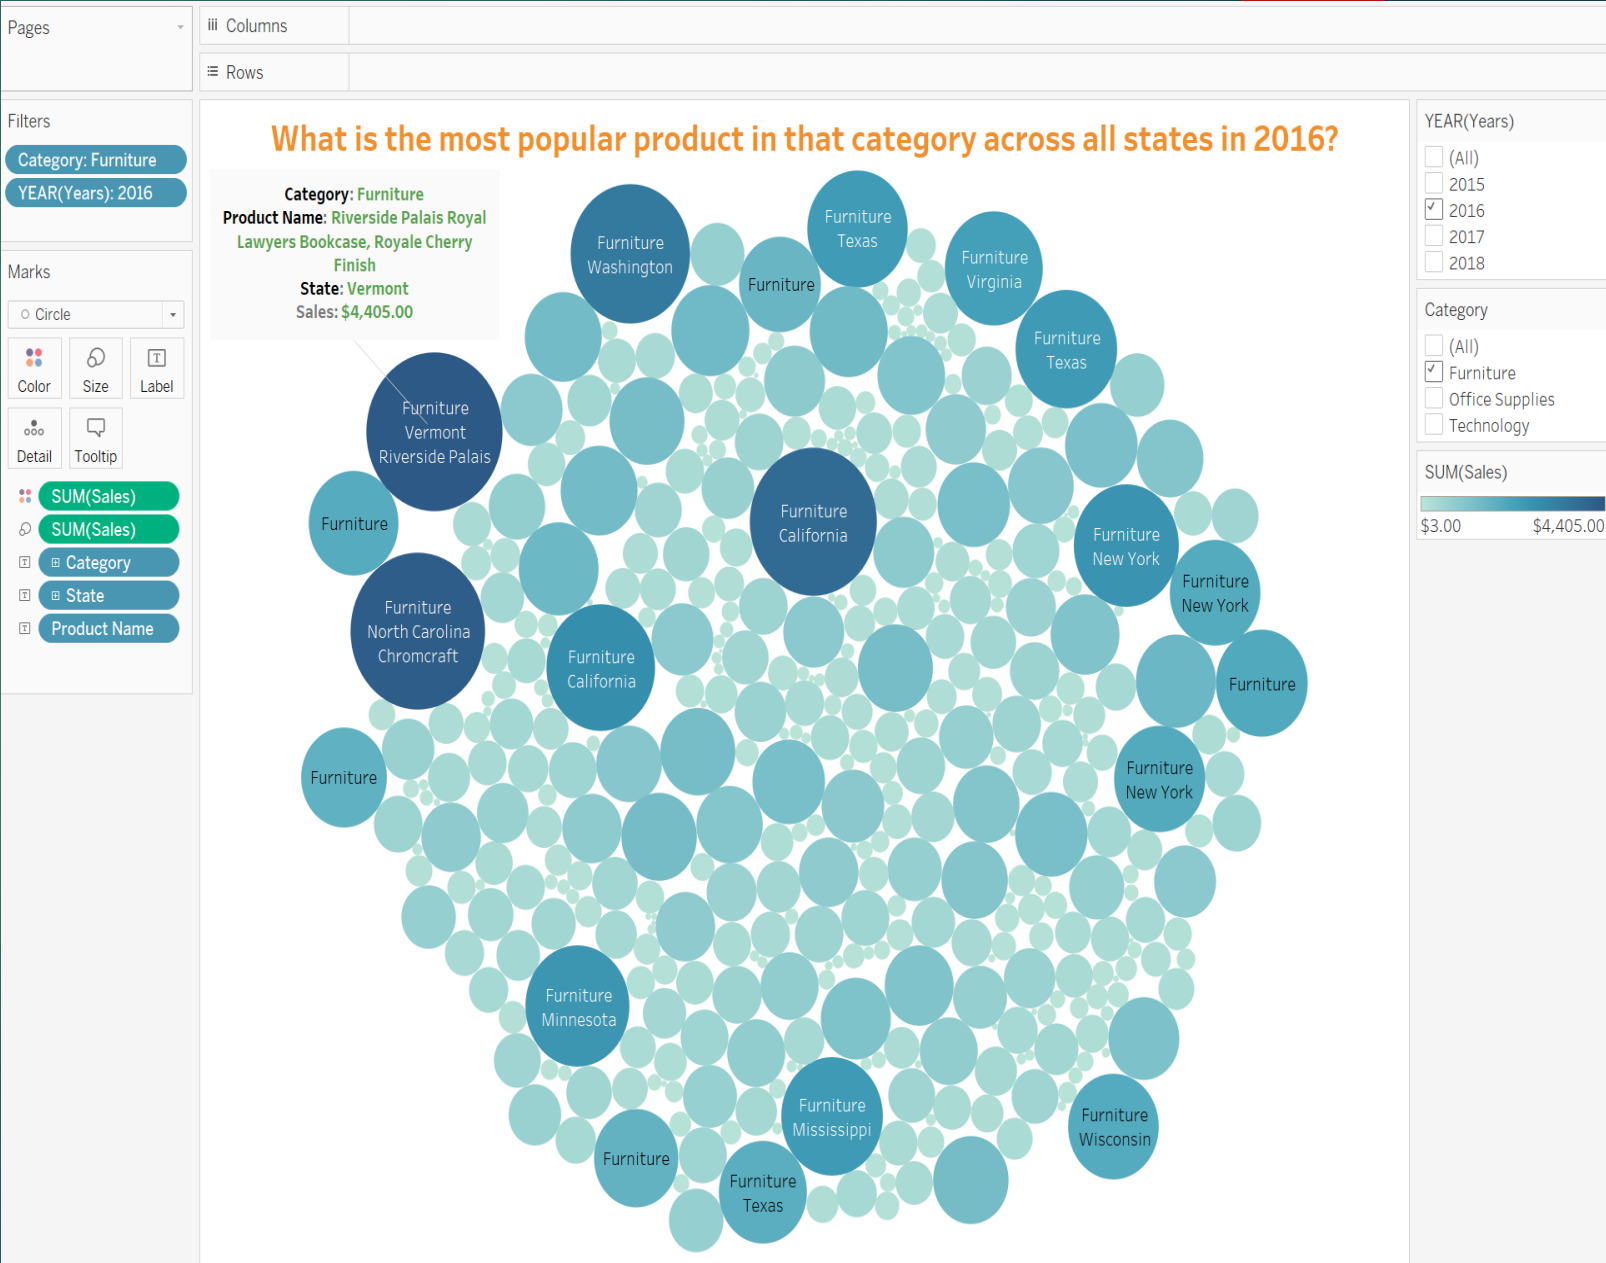 Pages
Columns
Rows
Filters
Category: Furniture
YEAR(Years): 2016
Marks
Circle
Color
Size
Label
Detail
Tooltip
SUM(Sales)
SUM(Sales)
Category
State
Product Name
What is the most popular product in that category across all states in 2016?
Category: Furniture
Product Name: Riverside Palais Royal
Lawyers Bookcase, Royale Cherry
Finish
State: Vermont
Sales: $4,405.00
Furniture
Washington
Furniture
Texas
Furniture
Furniture
Virginia
Furniture
Texas
Furniture
Vermont
Riverside Palais
Furniture
Furniture
California
Furniture
New York
Furniture
New York
Furniture
North Carolina
Chromcraft
Furniture
California
Furniture
Furniture
Furniture
New York
Furniture
Minnesota
Furniture
Mississippi
Furniture
Wisconsin
Furniture
Furniture
Texas
YEAR(Years)
(All)
2015
2016
2017
2018
Category
(All)
Furniture
Office Supplies
Technology
SUM(Sales)
$3.00
$4,405.00